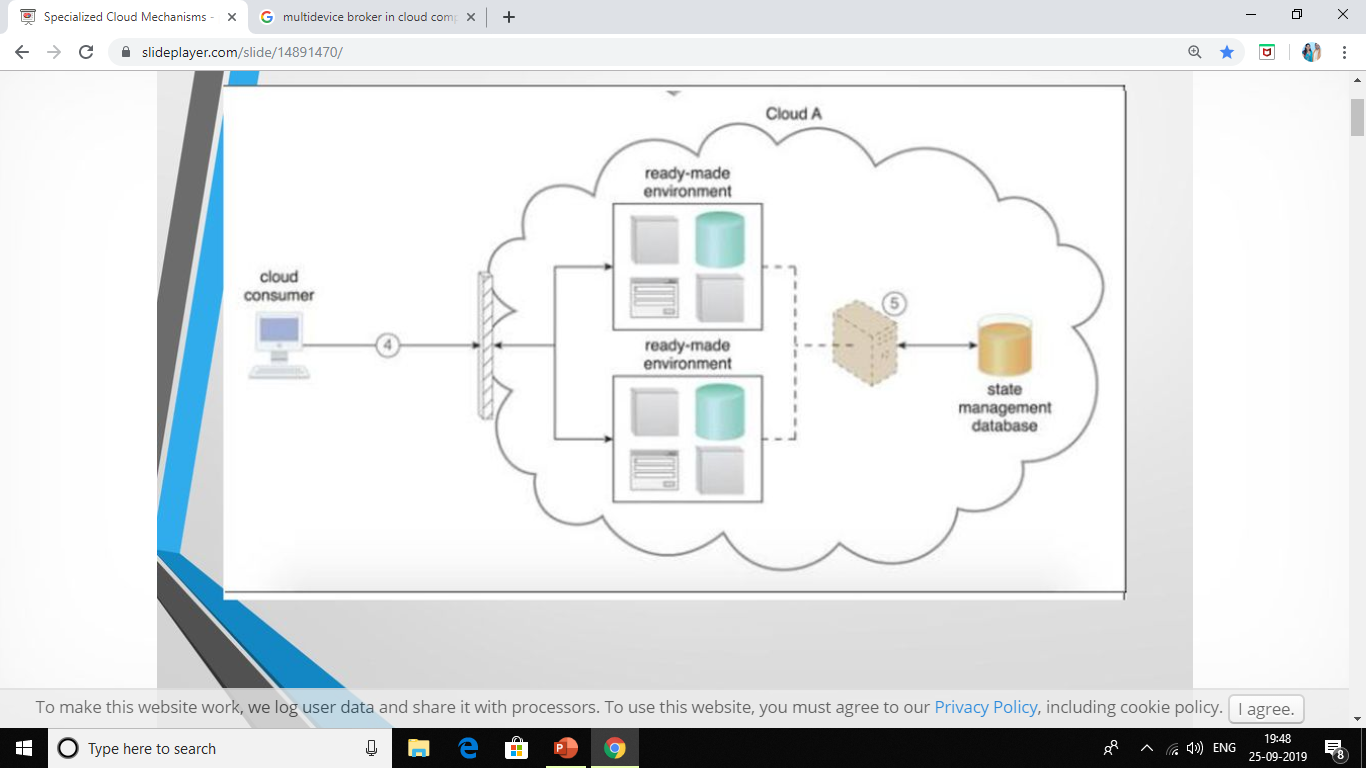 Specialized Cloud Mechanisms -
multidevice broker in cloud comp
slideplayer.com/slide/14891470/
Cloud A
ready-made
environment
cloud
consumer
4
5
ready-made
environment
state
management
database
To make this website work, we log user data and share it with processors. To use this website, you must agree to our Privacy Policy, including cookie policy.
I agree.
Type here to search
ENG
19:48
25-09-2019
8